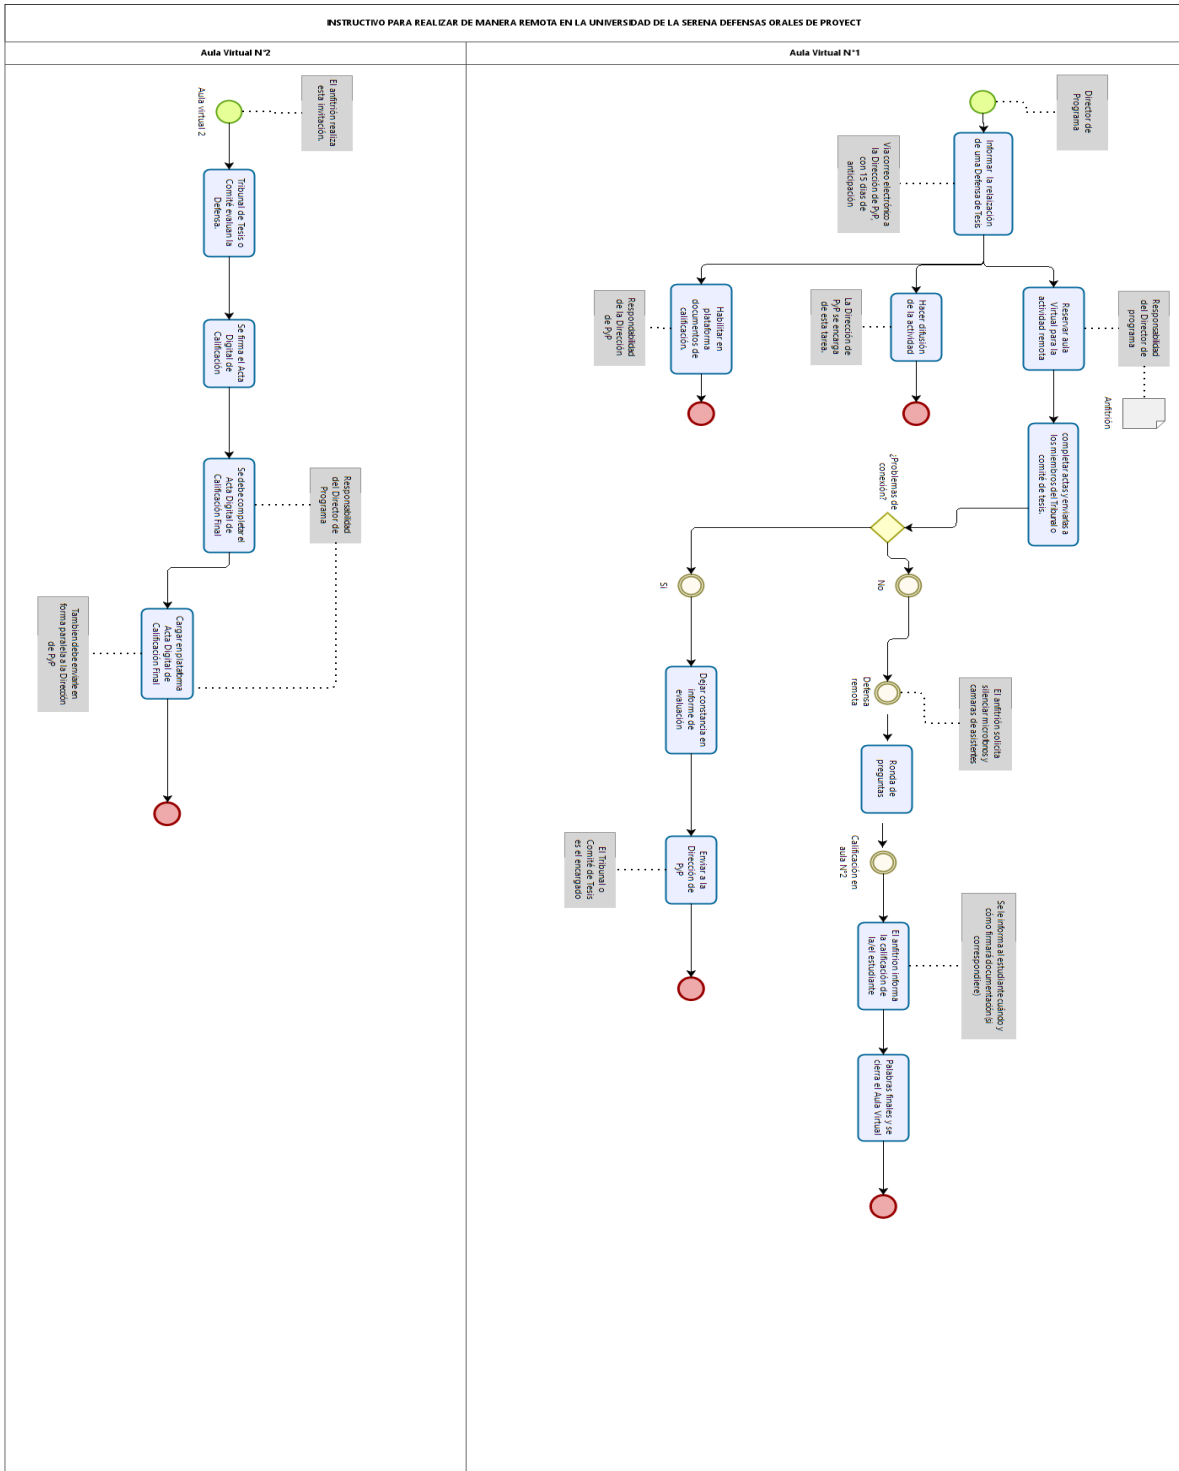 INSTRUCTIVO PARA REALIZAR DE MANERA REMOTA EN LA UNIVERSIDAD DE LA SERENA DEFENSAS ORALES DE PROYECT
Aula Virtual N°2
Aula Virtual N°1
Director de
Programa
Informar la relaización
de uma Defensa de Tesis
Via correo electrónico a
la Dirección de PyP,
con 15 dias de
anticipación
Reservar aula
Virtual para la
actividad remota
Responsabilidad
del Director de
programa
Anfitrión
Hacer difusión
de la actividad
La Dirección de
PyP se encarga
de esta tarea.
Habilitar en
plataforma
documentos de
calificación.
Respondabilidad
de la Dirección
de PyP
completar actas y enviarlas a
los miembros del Tribunal o
comité de tesis.
¿Problemas de
conexión?
No
Si
Defensa
remota
El anfitrión solicita
silenciar microfonos y
camaras de asistentes
Ronda de
preguntas
Calificación en
aula N°2
El anfitrion informa
la calificación de
la/el estudiante
Se le informa al estudiante cuándo y
cómo firmará documentación (si
correspondiere)
Palabras finales y se
cierra el Aula Virtual
Dejar constancia en
informe de
evaluación
Enviar a la
Dirección de
PyP
El Tribunal o
Comité de Tesis
es el encargado
Aula virtual 2
El anfitrión realiza
esta invitación.
Tribunal de Tesis o
Comité evaluan la
Defensa.
Se firma el Acta
Digital de
Calificación
Se debe completar el
Acta Digital de
Calificación Final
Responsabilidad
del Director de
Programa
Cargar en plataforma
Acta Digital de
Calificación Final
Tambien debe enviarle en
forma paralela a la Dirección
de PyP